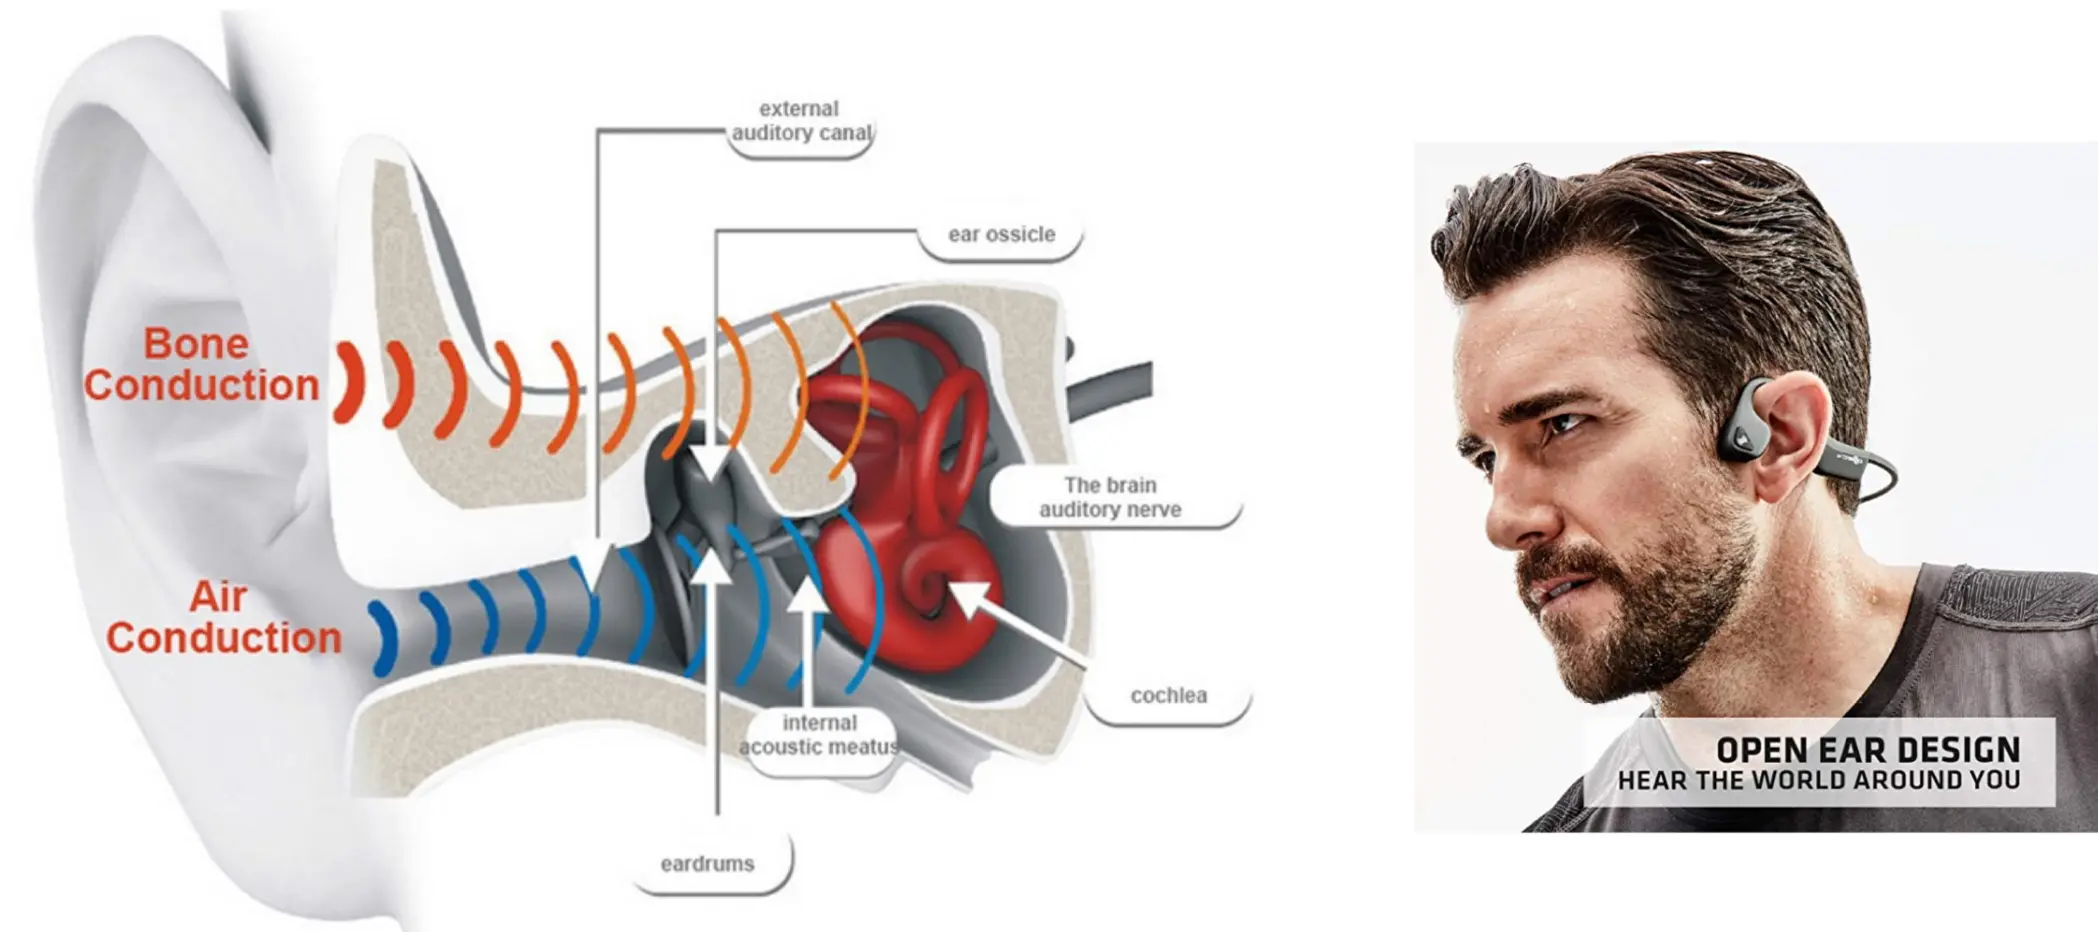 external
auditory canal
ear ossicle
Bone
Conduction
The brain
auditory nerve
Air
Conduction
cochlea
internal
acoustic meatus
eardrums
OPEN EAR DESIGN
HEAR THE WORLD AROUND YOU